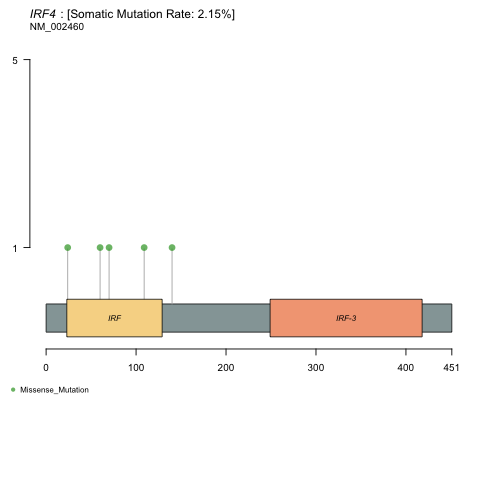 IRF4 : [Somatic Mutation Rate: 2.15%]
NM_002460
5
1
IRF
IRF-3
0 100 200 300 400 451
Missense_Mutation